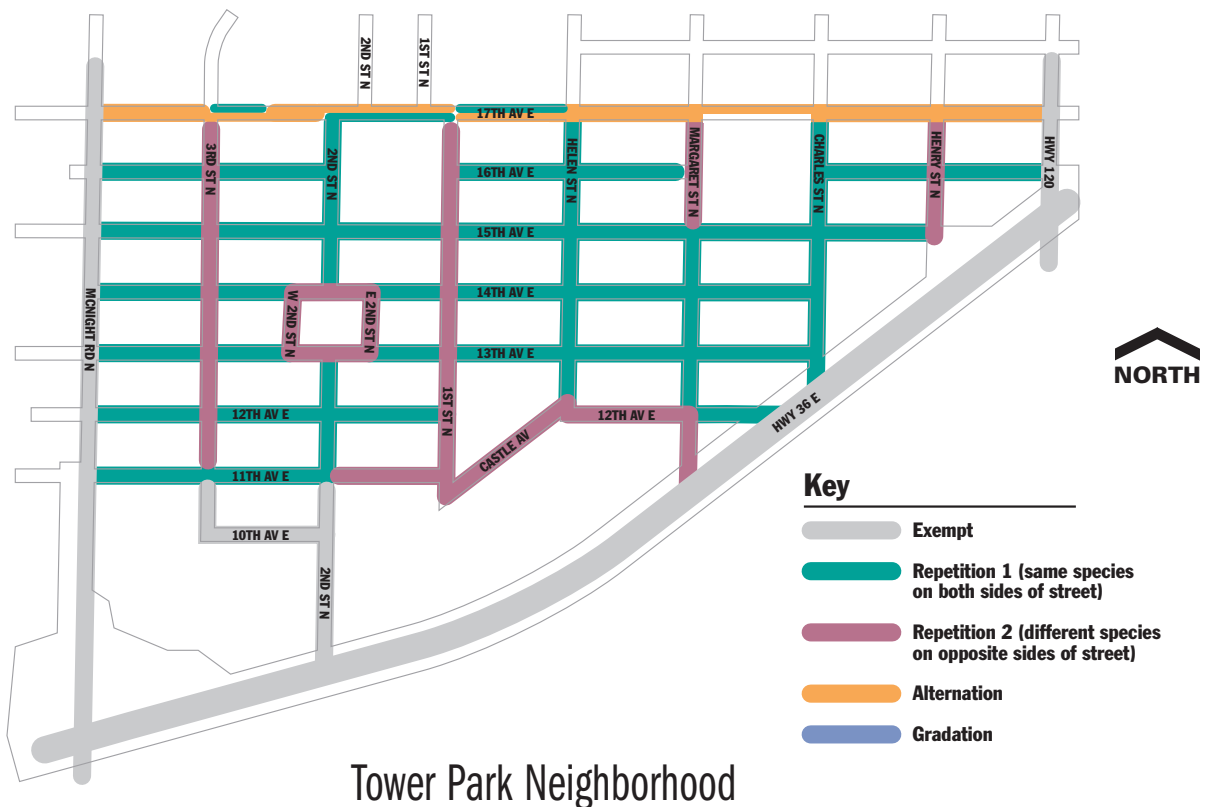 2ND ST N
1ST ST N
17TH AV E
3RD ST N
2ND ST N
HELEN ST N
MARGARET ST N
CHARLES ST N
HENRY ST N
HWY 120
16TH AV E
15TH AV E
MCNIGHT RD N
W 2ND ST N
E 2ND ST N
14TH AV E
13TH AV E
1ST ST N
12TH AV E
12TH AV E
CASTLE AV
HWY 36 E
11TH AV E
10TH AV E
2ND ST N
NORTH
Key
Exempt
Repetition 1 (same species
on both sides of street)
Repetition 2 (different species
on opposite sides of street)
Alternation
Gradation
Tower Park Neighborhood